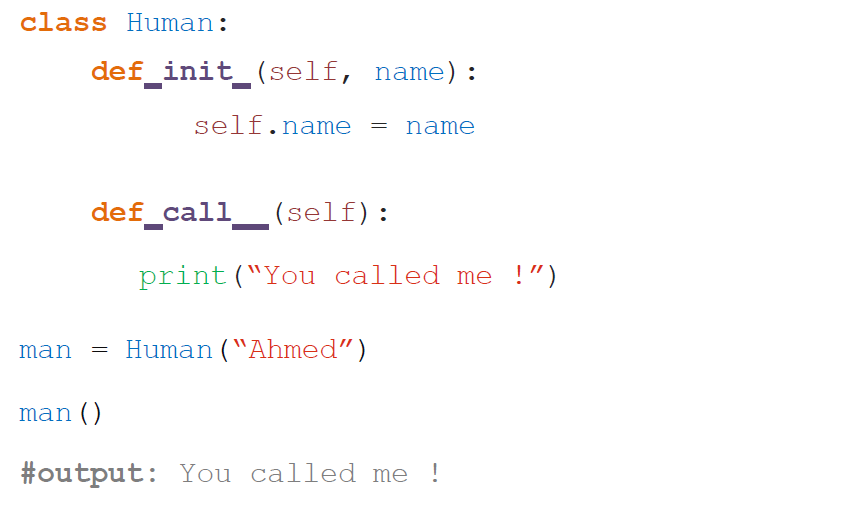 class Human:
    def_init_(self, name):
        self.name = name
    def_call__(self):
      print(“You called me !”)
man = Human(“Ahmed”)
man()
#output: You called me !